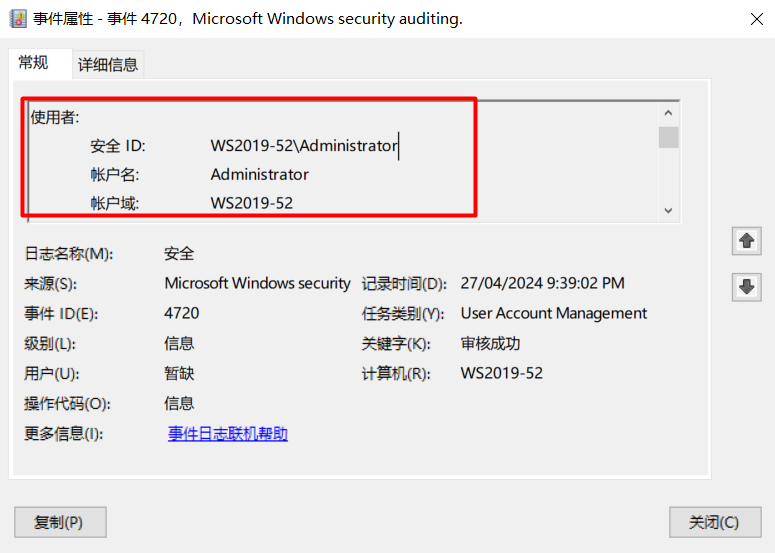 事件属性 - 事件 4720，Microsoft Windows security auditing.
常规 详细信息
使用者:
安全 ID: WS2019-52\Administrator
帐户名: Administrator
帐户域: WS2019-52
日志名称(M): 安全
来源(S): Microsoft Windows security 记录时间(D): 27/04/2024 9:39:02 PM
事件 ID(E): 4720 任务类别(Y): User Account Management
级别(L): 信息 关键字(K): 审核成功
用户(U): 暂缺 计算机(R): WS2019-52
操作代码(O): 信息
更多信息(I): 事件日志联机帮助
复制(P) 关闭(C)